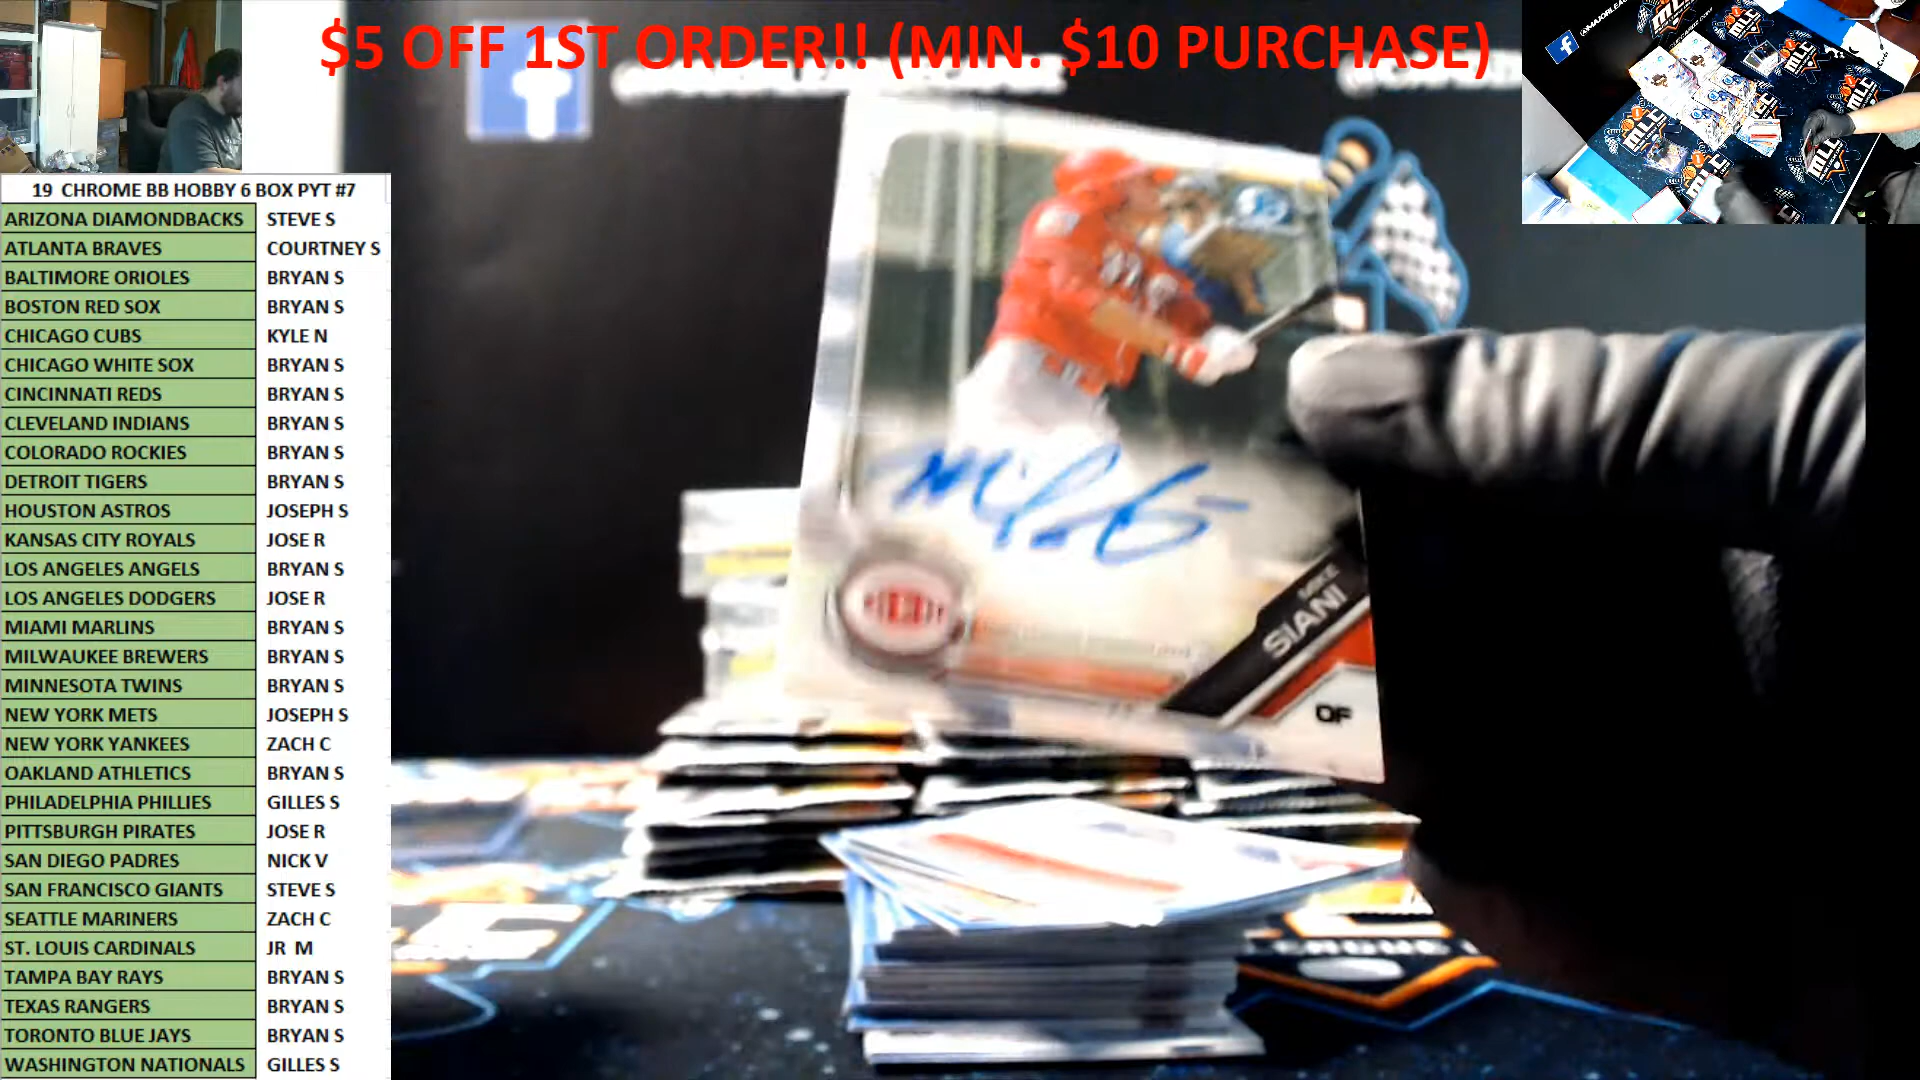 $5 OFF 1ST ORDER!! (MIN. $10 PURCHASE)
19 CHROME BB HOBBY 6 BOX PYT #7
ARIZONA DIAMONDBACKS STEVE S
ATLANTA BRAVES COURTNEY S
BALTIMORE ORIOLES BRYAN S
BOSTON RED SOX BRYAN S
CHICAGO CUBS KYLE N
CHICAGO WHITE SOX BRYAN S
CINCINNATI REDS BRYAN S
CLEVELAND INDIANS BRYAN S
COLORADO ROCKIES BRYAN S
DETROIT TIGERS BRYAN S
HOUSTON ASTROS JOSEPH S
KANSAS CITY ROYALS JOSE R
LOS ANGELES ANGELS BRYAN S
LOS ANGELES DODGERS JOSE R
MIAMI MARLINS BRYAN S
MILWAUKEE BREWERS BRYAN S
MINNESOTA TWINS BRYAN S
NEW YORK METS JOSEPH S
NEW YORK YANKEES ZACH C
OAKLAND ATHLETICS BRYAN S
PHILADELPHIA PHILLIES GILLES S
PITTSBURGH PIRATES JOSE R
SAN DIEGO PADRES NICK V
SAN FRANCISCO GIANTS STEVE S
SEATTLE MARINERS ZACH C
ST. LOUIS CARDINALS JR M
TAMPA BAY RAYS BRYAN S
TEXAS RANGERS BRYAN S
TORONTO BLUE JAYS BRYAN S
WASHINGTON NATIONALS GILLES S
MIKE
SIANI
OF
MLC
MLC
MLC
MLC